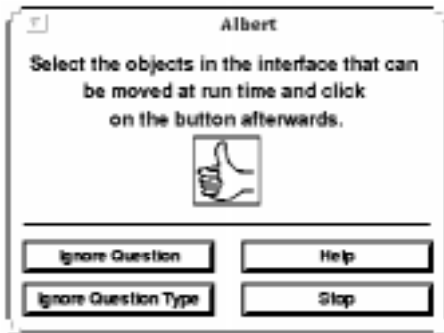 Albert
Select the objects in the interface that can
be moved at run time and click
on the button afterwards.
Ignore Question
Help
Ignore Question Type
Stop